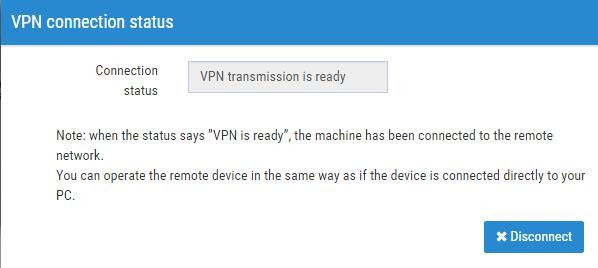 VPN connection status
Connection
status
VPN transmission is ready
Note: when the status says "VPN is ready", the machine has been connected to the remote
network.
You can operate the remote device in the same way as if the device is connected directly to your
PC.
✖ Disconnect